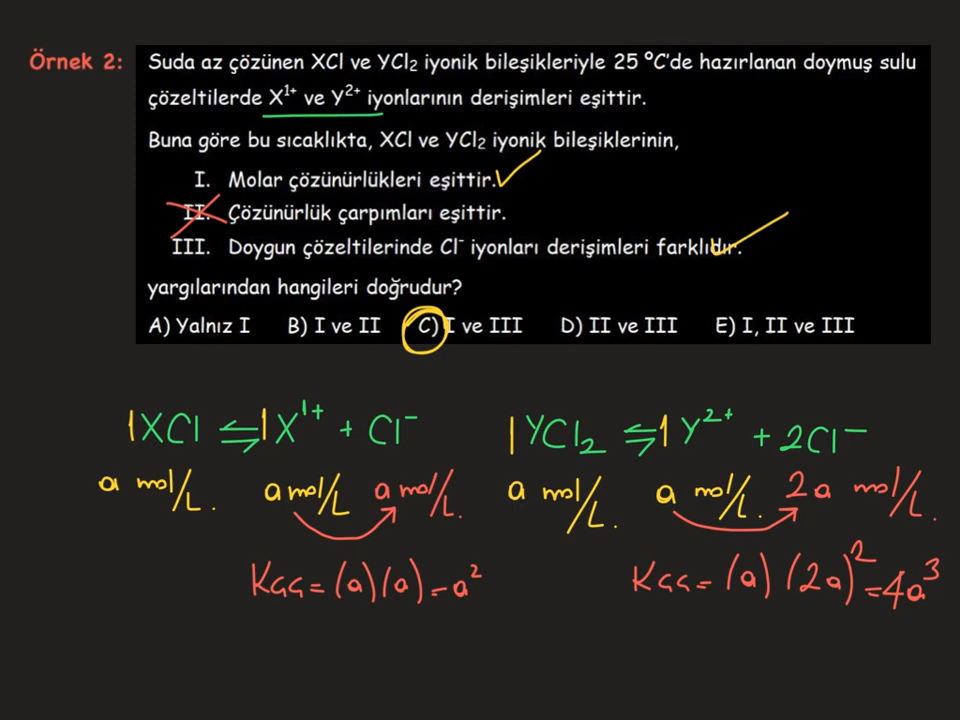 Örnek 2: Suda az çözünen XCl ve YCl₂ iyonik bileşikleriyle 25 °C'de hazırlanan doymuş sulu
çözeltilerde X¹⁺ ve Y²⁺ iyonlarının derişimleri eşittir.
Buna göre bu sıcaklıkta, XCl ve YCl₂ iyonik bileşiklerinin,
I. Molar çözünürlükleri eşittir.
II. Çözünürlük çarpımları eşittir.
III. Doygun çözeltilerinde Cl⁻ iyonları derişimleri farklıdır.
yargılarından hangileri doğrudur?
A) Yalnız I B) I ve II C) I ve III D) II ve III E) I, II ve III
1XCl ⇌ 1X¹⁺ + Cl⁻ 1YCl₂ ⇌ 1Y²⁺ + 2Cl⁻
a mol/L. a mol/L a mol/L. a mol/L. a mol/L. 2a mol/L.
Kçç = (a)(a) = a² Kçç = (a)(2a)² = 4a³